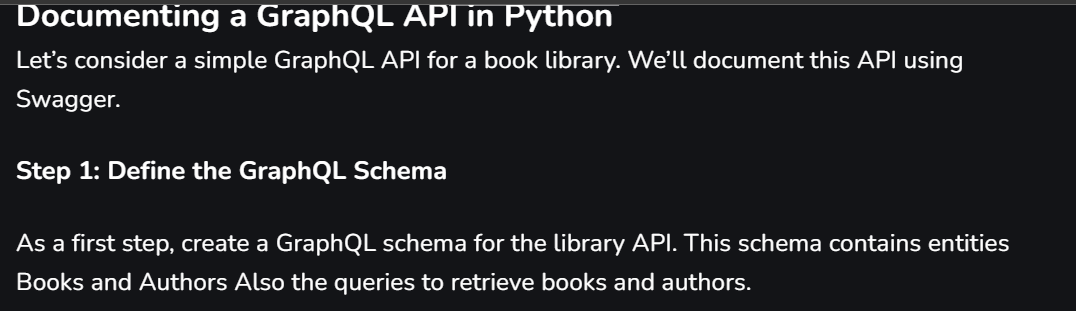 Documenting a GraphQL API in Python
Let’s consider a simple GraphQL API for a book library. We’ll document this API using
Swagger.
Step 1: Define the GraphQL Schema
As a first step, create a GraphQL schema for the library API. This schema contains entities
Books and Authors Also the queries to retrieve books and authors.